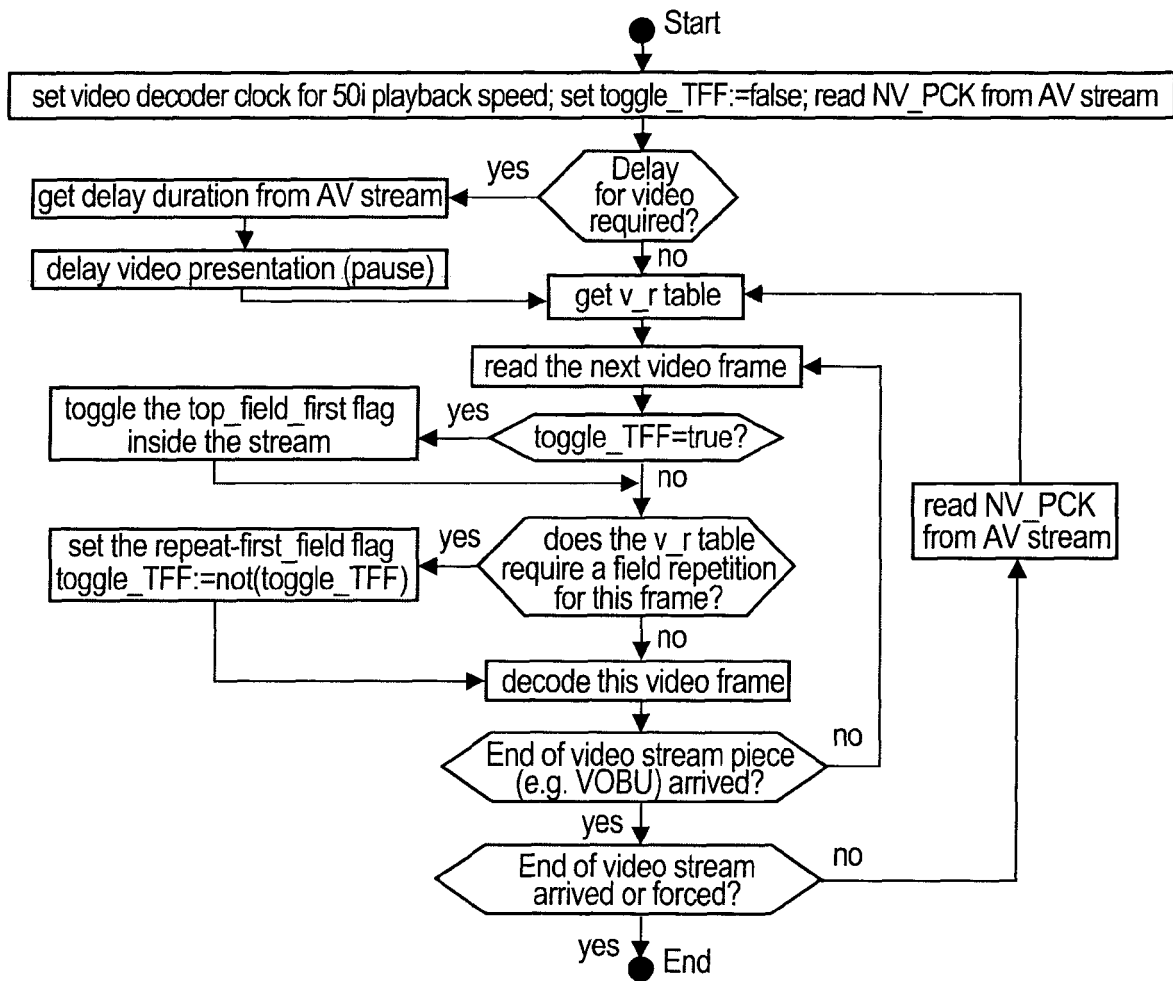 Start
set video decoder clock for 50i playback speed; set toggle_TFF:=false; read NV_PCK from AV stream
Delay
for video
required?
yes
get delay duration from AV stream
delay video presentation (pause)
no
get v_r table
read the next video frame
toggle_TFF=true?
yes
toggle the top_field_first flag
inside the stream
no
does the v_r table
require a field repetition
for this frame?
yes
set the repeat-first_field flag
toggle_TFF:=not(toggle_TFF)
no
decode this video frame
End of video stream piece
(e.g. VOBU) arrived?
no
yes
End of video stream
arrived or forced?
no
read NV_PCK
from AV stream
yes
End